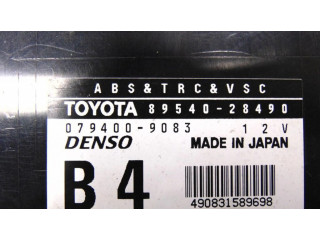 ABS&TRC&VSC
TOYOTA 89540-28490
079400-9083 12V
DENSO MADE IN JAPAN
B4 490831589698